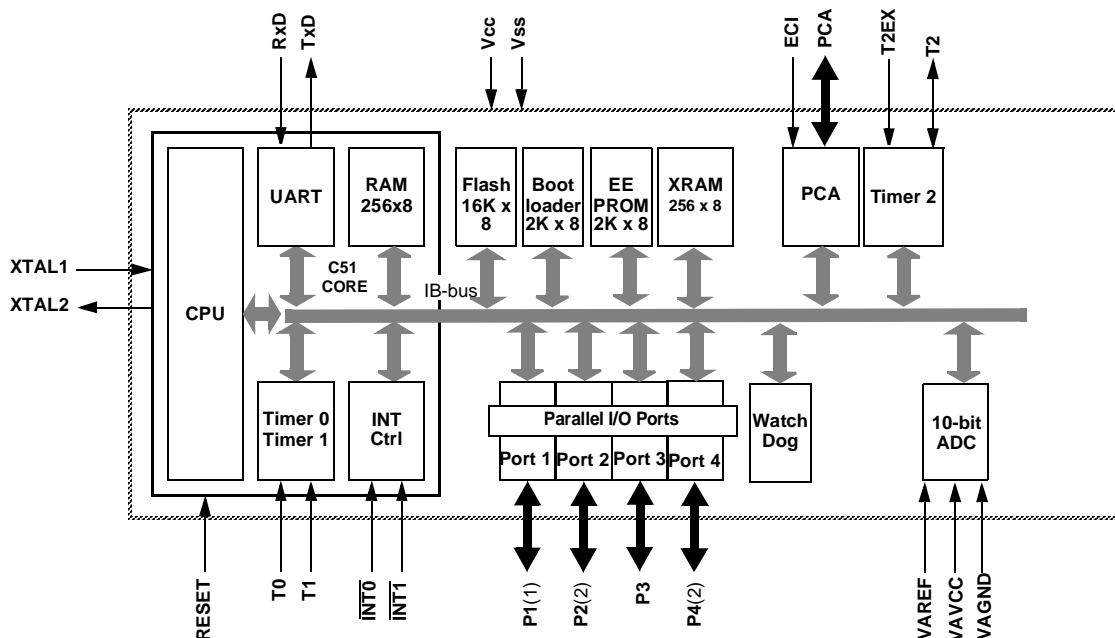 RxD
TxD
Vcc
Vss
ECI
PCA
T2EX
T2
UART
RAM
256x8
Flash
16K x
8
Boot
loader
2K x 8
EE
PROM
2K x 8
XRAM
256 x 8
PCA
Timer 2
XTAL1
XTAL2
CPU
C51
CORE
IB-bus
Timer 0
Timer 1
INT
Ctrl
Parallel I/O Ports
Port 1
Port 2
Port 3
Port 4
Watch
Dog
10-bit
ADC
RESET
T0
T1
INT0
INT1
P1(1)
P2(2)
P3
P4(2)
VAREF
VAVCC
VAGND